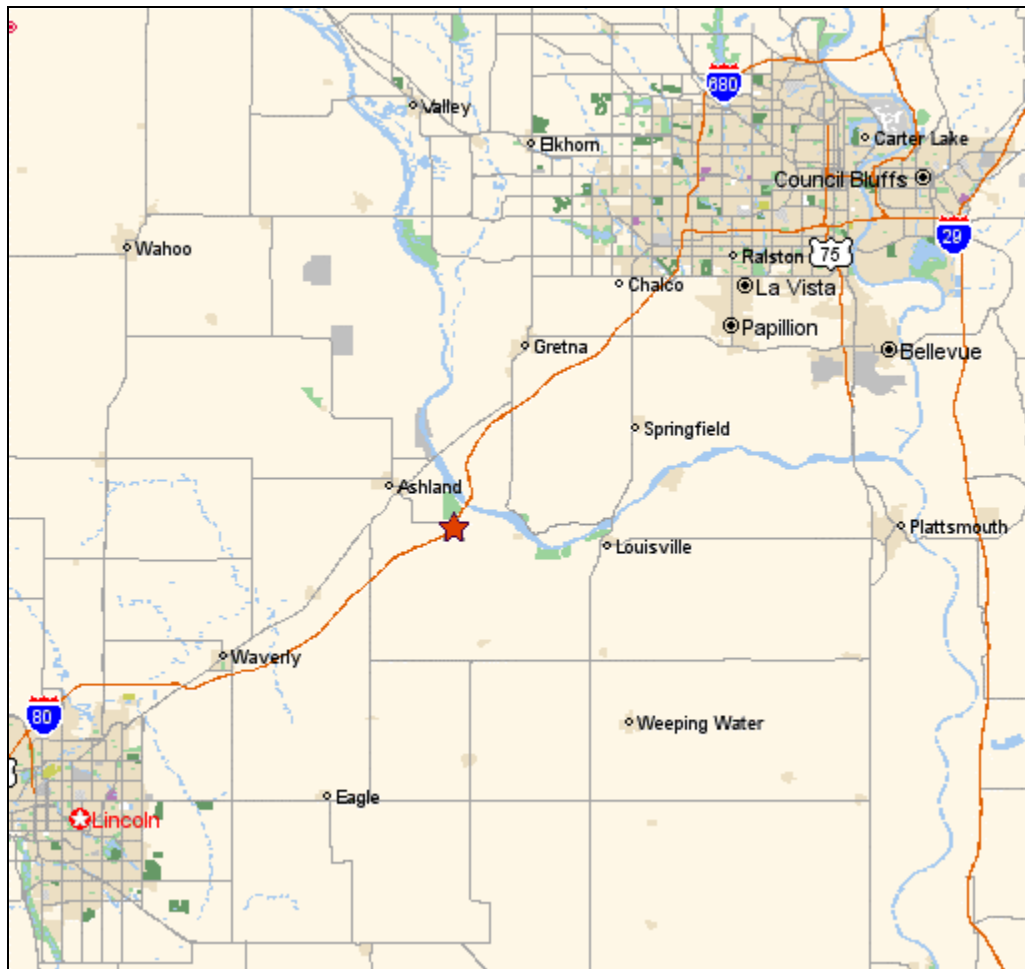 680
Valley
Elkhorn
Carter Lake
Council Bluffs
29
Wahoo
75
Ralston
Chalco
La Vista
Papillion
Gretna
Bellevue
Springfield
Ashland
Plattsmouth
Louisville
Waverly
80
Weeping Water
Eagle
Lincoln